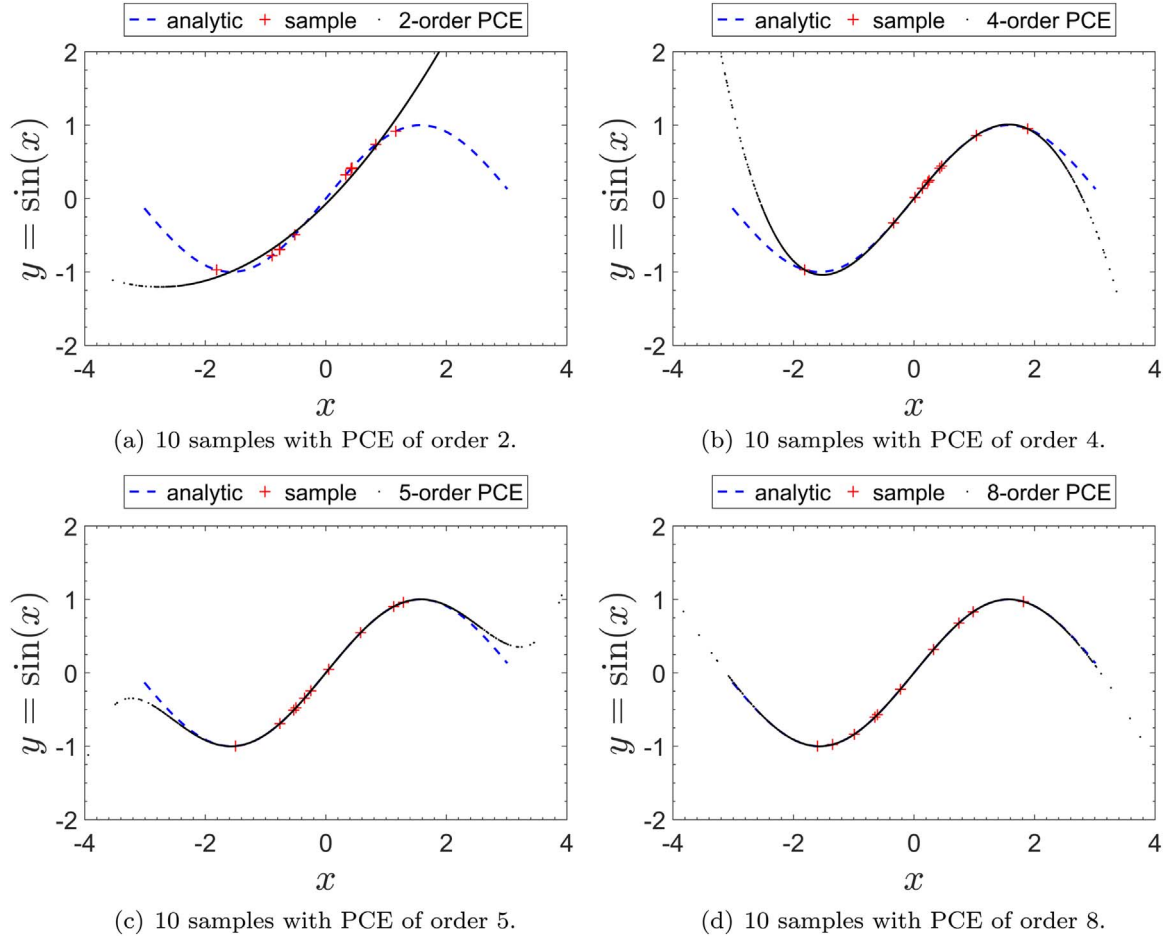 analytic sample 2-order PCE
2
1
0
-1
-2
y = sin(x)
-4 -2 0 2 4
x
(a) 10 samples with PCE of order 2.
analytic sample 4-order PCE
2
1
0
-1
-2
y = sin(x)
-4 -2 0 2 4
x
(b) 10 samples with PCE of order 4.
analytic sample 5-order PCE
2
1
0
-1
-2
y = sin(x)
-4 -2 0 2 4
x
(c) 10 samples with PCE of order 5.
analytic sample 8-order PCE
2
1
0
-1
-2
y = sin(x)
-4 -2 0 2 4
x
(d) 10 samples with PCE of order 8.